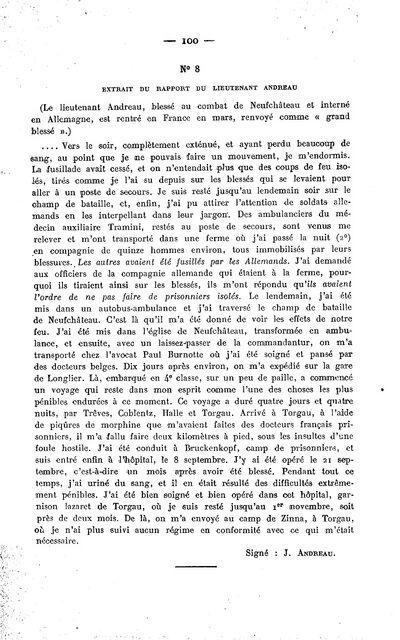 — 100 —
Nº 8
EXTRAIT DU RAPPORT DU LIEUTENANT ANDREAU
(Le lieutenant Andreau, blessé au combat de Neufchâteau et interné
en Allemagne, est rentré en France en mars, renvoyé comme « grand
blessé ».)
.... Vers le soir, complètement exténué, et ayant perdu beaucoup de
sang, au point que je ne pouvais faire un mouvement, je m'endormis.
La fusillade avait cessé, et on n'entendait plus que des coups de feu iso-
lés, tirés comme je l'ai su depuis sur les blessés qui se levaient pour
aller à un poste de secours. Je suis resté jusqu'au lendemain soir sur le
champ de bataille, et, enfin, j'ai pu attirer l'attention de soldats alle-
mands en les interpellant dans leur jargon. Des ambulanciers du mé-
decin auxiliaire Tramini, restés au poste de secours, sont venus me
relever et m'ont transporté dans une ferme où j'ai passé la nuit (2º)
en compagnie de quinze hommes environ, tous immobilisés par leurs
blessures. Les autres avaient été fusillés par les Allemands. J'ai demandé
aux officiers de la compagnie allemande qui étaient à la ferme, pour-
quoi ils tiraient ainsi sur les blessés, ils m'ont répondu qu'ils avaient
l'ordre de ne pas faire de prisonniers isolés. Le lendemain, j'ai été
mis dans un autobus-ambulance et j'ai traversé le champ de bataille
de Neufchâteau. C'est là qu'il m'a été donné de voir les effets de notre
feu. J'ai été mis dans l'église de Neufchâteau, transformée en ambu-
lance, et ensuite, avec un laissez-passer de la commandantur, on m'a
transporté chez l'avocat Paul Burnotte où j'ai été soigné et pansé par
des docteurs belges. Dix jours après environ, on m'a expédié sur la gare
de Longlier. Là, embarqué en 4e classe, sur un peu de paille, a commencé
un voyage qui reste dans mon esprit comme l'une des choses les plus
pénibles endurées à ce moment. Ce voyage a duré quatre jours et quatre
nuits, par Trêves, Coblentz, Halle et Torgau. Arrivé à Torgau, à l'aide
de piqûres de morphine que m'avaient faites des docteurs français pri-
sonniers, il m'a fallu faire deux kilomètres à pied, sous les insultes d'une
foule hostile. J'ai été conduit à Bruckenkopf, camp de prisonniers, et
suis entré enfin à l'hôpital, le 8 septembre. J'y ai été opéré le 21 sep-
tembre, c'est-à-dire un mois après avoir été blessé. Pendant tout ce
temps, j'ai uriné du sang, et il en était résulté des difficultés extrême-
ment pénibles. J'ai été bien soigné et bien opéré dans cet hôpital, gar-
nison lazaret de Torgau, où je suis resté jusqu'au 1er novembre, soit
près de deux mois. De là, on m'a envoyé au camp de Zinna, à Torgau,
où je n'ai plus suivi aucun régime en conformité avec ce qui m'était
nécessaire.
Signé : J. ANDREAU.